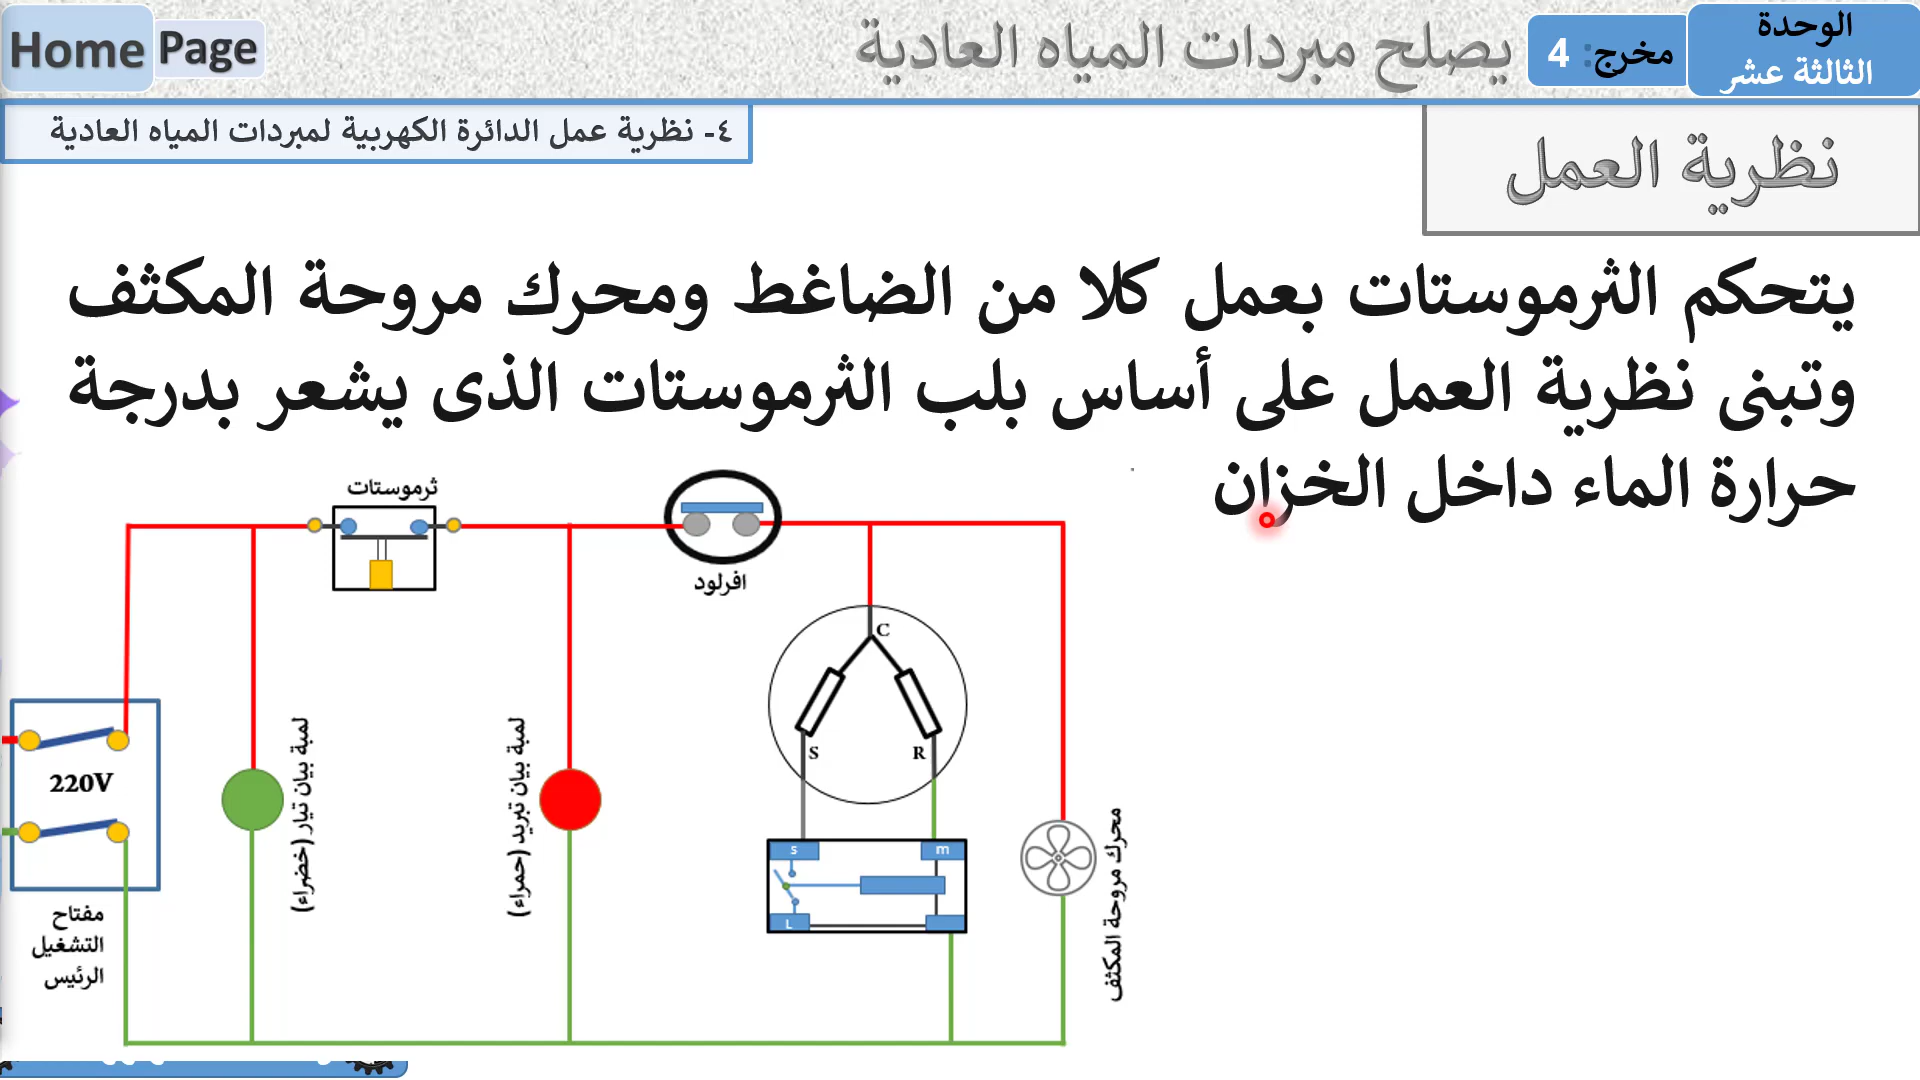 الوحدة
الثالثة عشر
مخرج: 4
يصلح مبردات المياه العادية
Home Page
٤- نظرية عمل الدائرة الكهربية لمبردات المياه العادية
نظرية العمل
يتحكم الثرموستات بعمل كلا من الضاغط ومحرك مروحة المكثف
وتبنى نظرية العمل على أساس بلب الثرموستات الذى يشعر بدرجة
حرارة الماء داخل الخزان
ثرموستات
افرلود
C
S
R
220V
لمبة بيان تيار (خضراء)
لمبة بيان تبريد (حمراء)
s
m
L
محرك مروحة المكثف
مفتاح
التشغيل
الرئيس